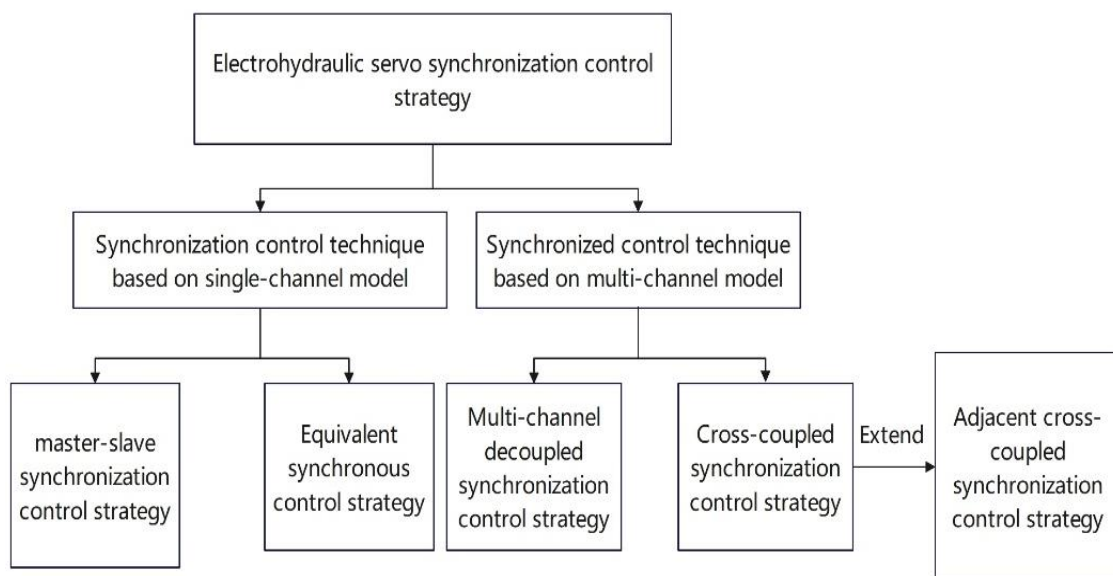 Electrohydraulic servo synchronization control
strategy
Synchronization control technique
based on single-channel model
Synchronized control technique
based on multi-channel model
master-slave
synchronization
control strategy
Equivalent
synchronous
control strategy
Multi-channel
decoupled
synchronization
control strategy
Cross-coupled
synchronization
control strategy
Extend
Adjacent cross-
coupled
synchronization
control strategy